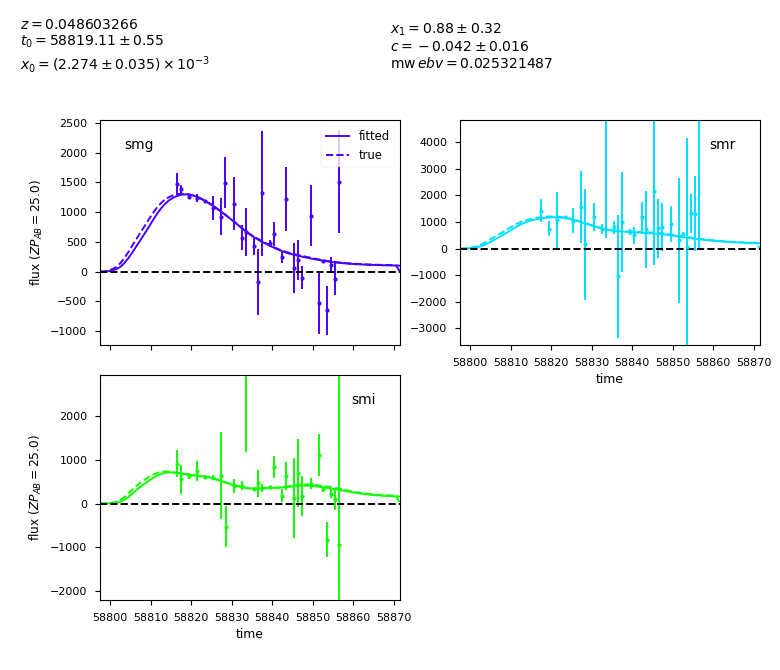 z = 0.048603266
t₀ = 58819.11 ± 0.55
x₀ = (2.274 ± 0.035) × 10⁻³
x₁ = 0.88 ± 0.32
c = −0.042 ± 0.016
mw ebv = 0.025321487
smg
fitted
true
2500
2000
1500
1000
500
0
−500
−1000
flux (ZP_AB = 25.0)
smr
4000
3000
2000
1000
0
−1000
−2000
−3000
58800 58810 58820 58830 58840 58850 58860 58870
time
smi
2000
1000
0
−1000
−2000
flux (ZP_AB = 25.0)
58800 58810 58820 58830 58840 58850 58860 58870
time